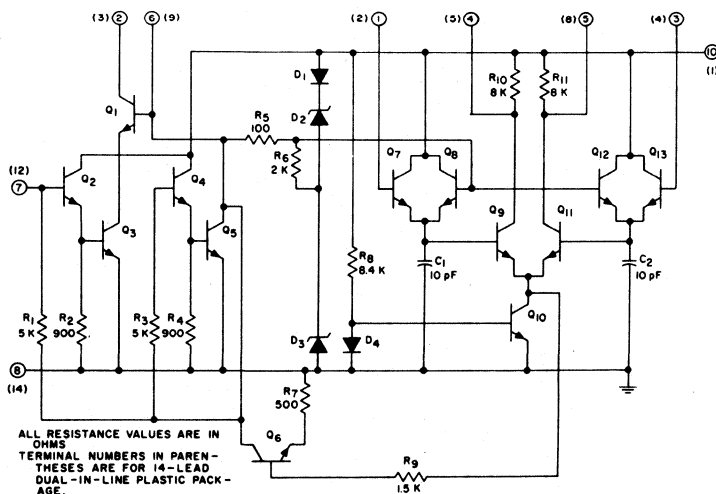 (3) 2 6 (9) (2) 1 (5) 4 (8) 5 (4) 3
10
(1)
R10
8 K
R11
8 K
D1
D2
Q1
R5
100
R6
2 K
Q7 Q8 Q12 Q13
(12)
7
Q2 Q4
Q3 Q5
Q9 Q11
R8
8.4 K
C1
10 pF
C2
10 pF
R1
5 K
R2
900
R3
5 K
R4
900
D3 D4 Q10
8
(14)
R7
500
Q6
R9
1.5 K
ALL RESISTANCE VALUES ARE IN
OHMS
TERMINAL NUMBERS IN PAREN-
THESES ARE FOR 14-LEAD
DUAL-IN-LINE PLASTIC PACK-
AGE.